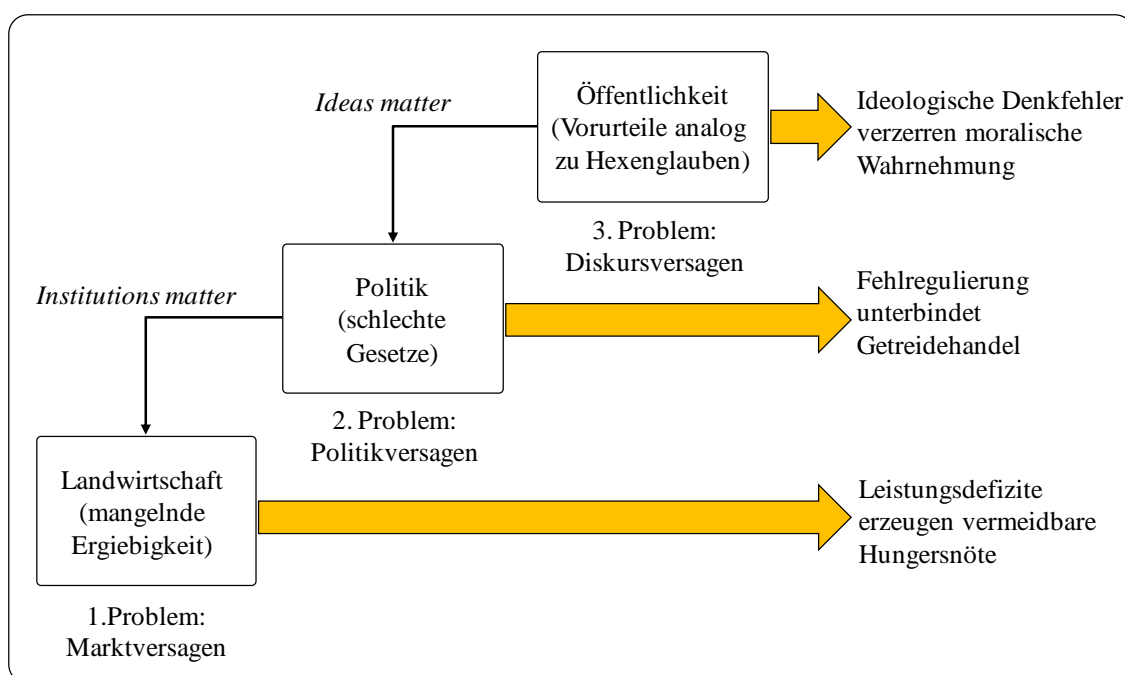 Ideas matter
Öffentlichkeit
(Vorurteile analog
zu Hexenglauben)
Ideologische Denkfehler
verzerren moralische
Wahrnehmung
3. Problem:
Diskursversagen
Institutions matter
Politik
(schlechte
Gesetze)
Fehlregulierung
unterbindet
Getreidehandel
2. Problem:
Politikversagen
Landwirtschaft
(mangelnde
Ergiebigkeit)
Leistungsdefizite
erzeugen vermeidbare
Hungersnöte
1.Problem:
Marktversagen